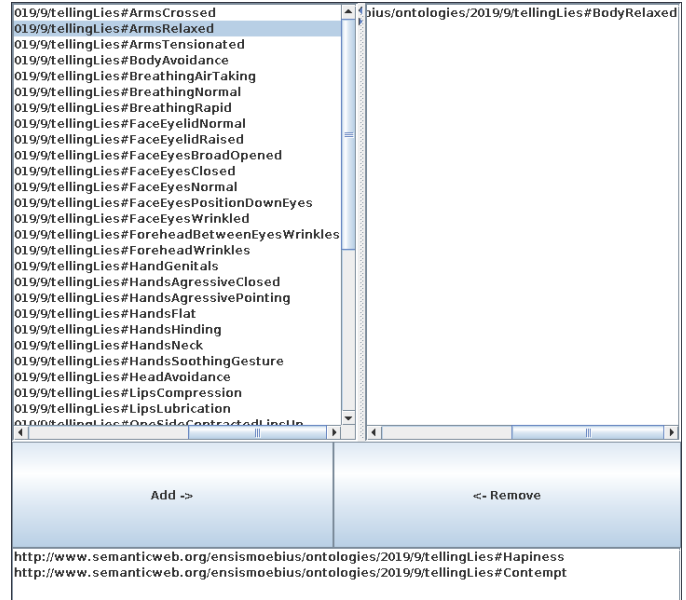 019/9/tellingLies#ArmsCrossed
019/9/tellingLies#ArmsRelaxed
019/9/tellingLies#ArmsTensionated
019/9/tellingLies#BodyAvoidance
019/9/tellingLies#BreathingAirTaking
019/9/tellingLies#BreathingNormal
019/9/tellingLies#BreathingRapid
019/9/tellingLies#FaceEyelidNormal
019/9/tellingLies#FaceEyelidRaised
019/9/tellingLies#FaceEyesBroadOpened
019/9/tellingLies#FaceEyesClosed
019/9/tellingLies#FaceEyesNormal
019/9/tellingLies#FaceEyesPositionDownEyes
019/9/tellingLies#FaceEyesWrinkled
019/9/tellingLies#ForeheadBetweenEyesWrinkles
019/9/tellingLies#ForeheadWrinkles
019/9/tellingLies#HandGenitals
019/9/tellingLies#HandsAgressiveClosed
019/9/tellingLies#HandsAgressivePointing
019/9/tellingLies#HandsFlat
019/9/tellingLies#HandsHinding
019/9/tellingLies#HandsNeck
019/9/tellingLies#HandsSoothingGesture
019/9/tellingLies#HeadAvoidance
019/9/tellingLies#LipsCompression
019/9/tellingLies#LipsLubrication
019/9/tellingLies#OneSideContractedLipsUp
bius/ontologies/2019/9/tellingLies#BodyRelaxed
Add ->
<- Remove
http://www.semanticweb.org/ensismoebius/ontologies/2019/9/tellingLies#Hapiness
http://www.semanticweb.org/ensismoebius/ontologies/2019/9/tellingLies#Contempt